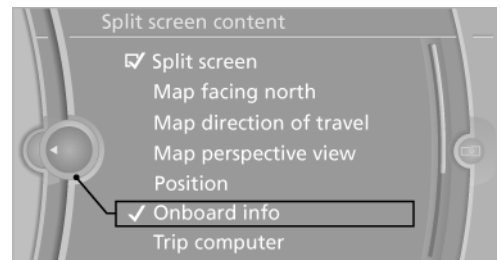 Split screen content
Split screen
Map facing north
Map direction of travel
Map perspective view
Position
Onboard info
Trip computer